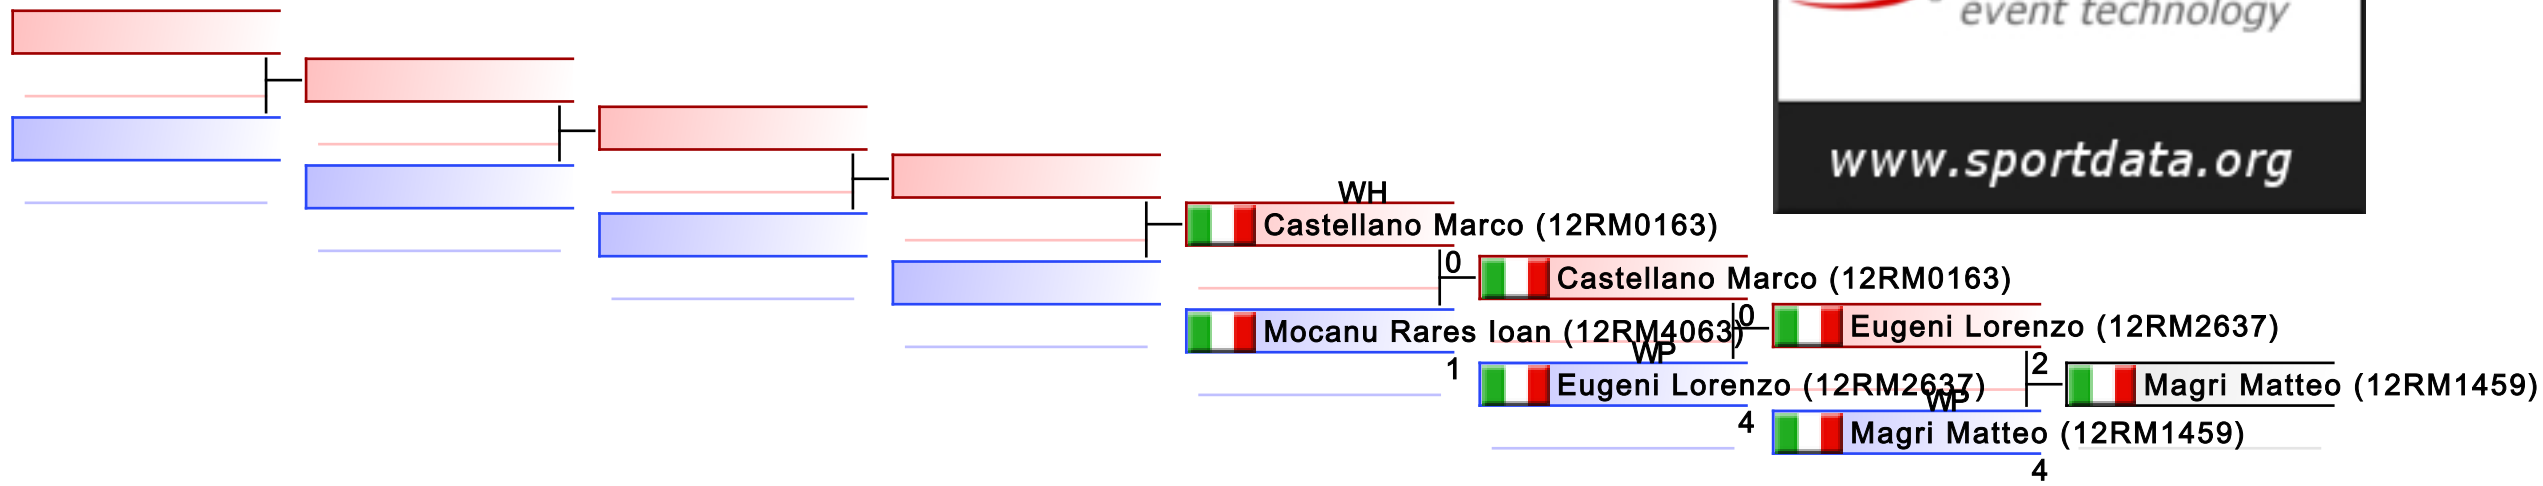 event technology
www.sportdata.org
WH
Castellano Marco (12RM0163)
0
Castellano Marco (12RM0163)
Mocanu Rares Ioan (12RM4063)
0
Eugeni Lorenzo (12RM2637)
1
WP
Eugeni Lorenzo (12RM2637)
2
Magri Matteo (12RM1459)
4
WP
Magri Matteo (12RM1459)
4